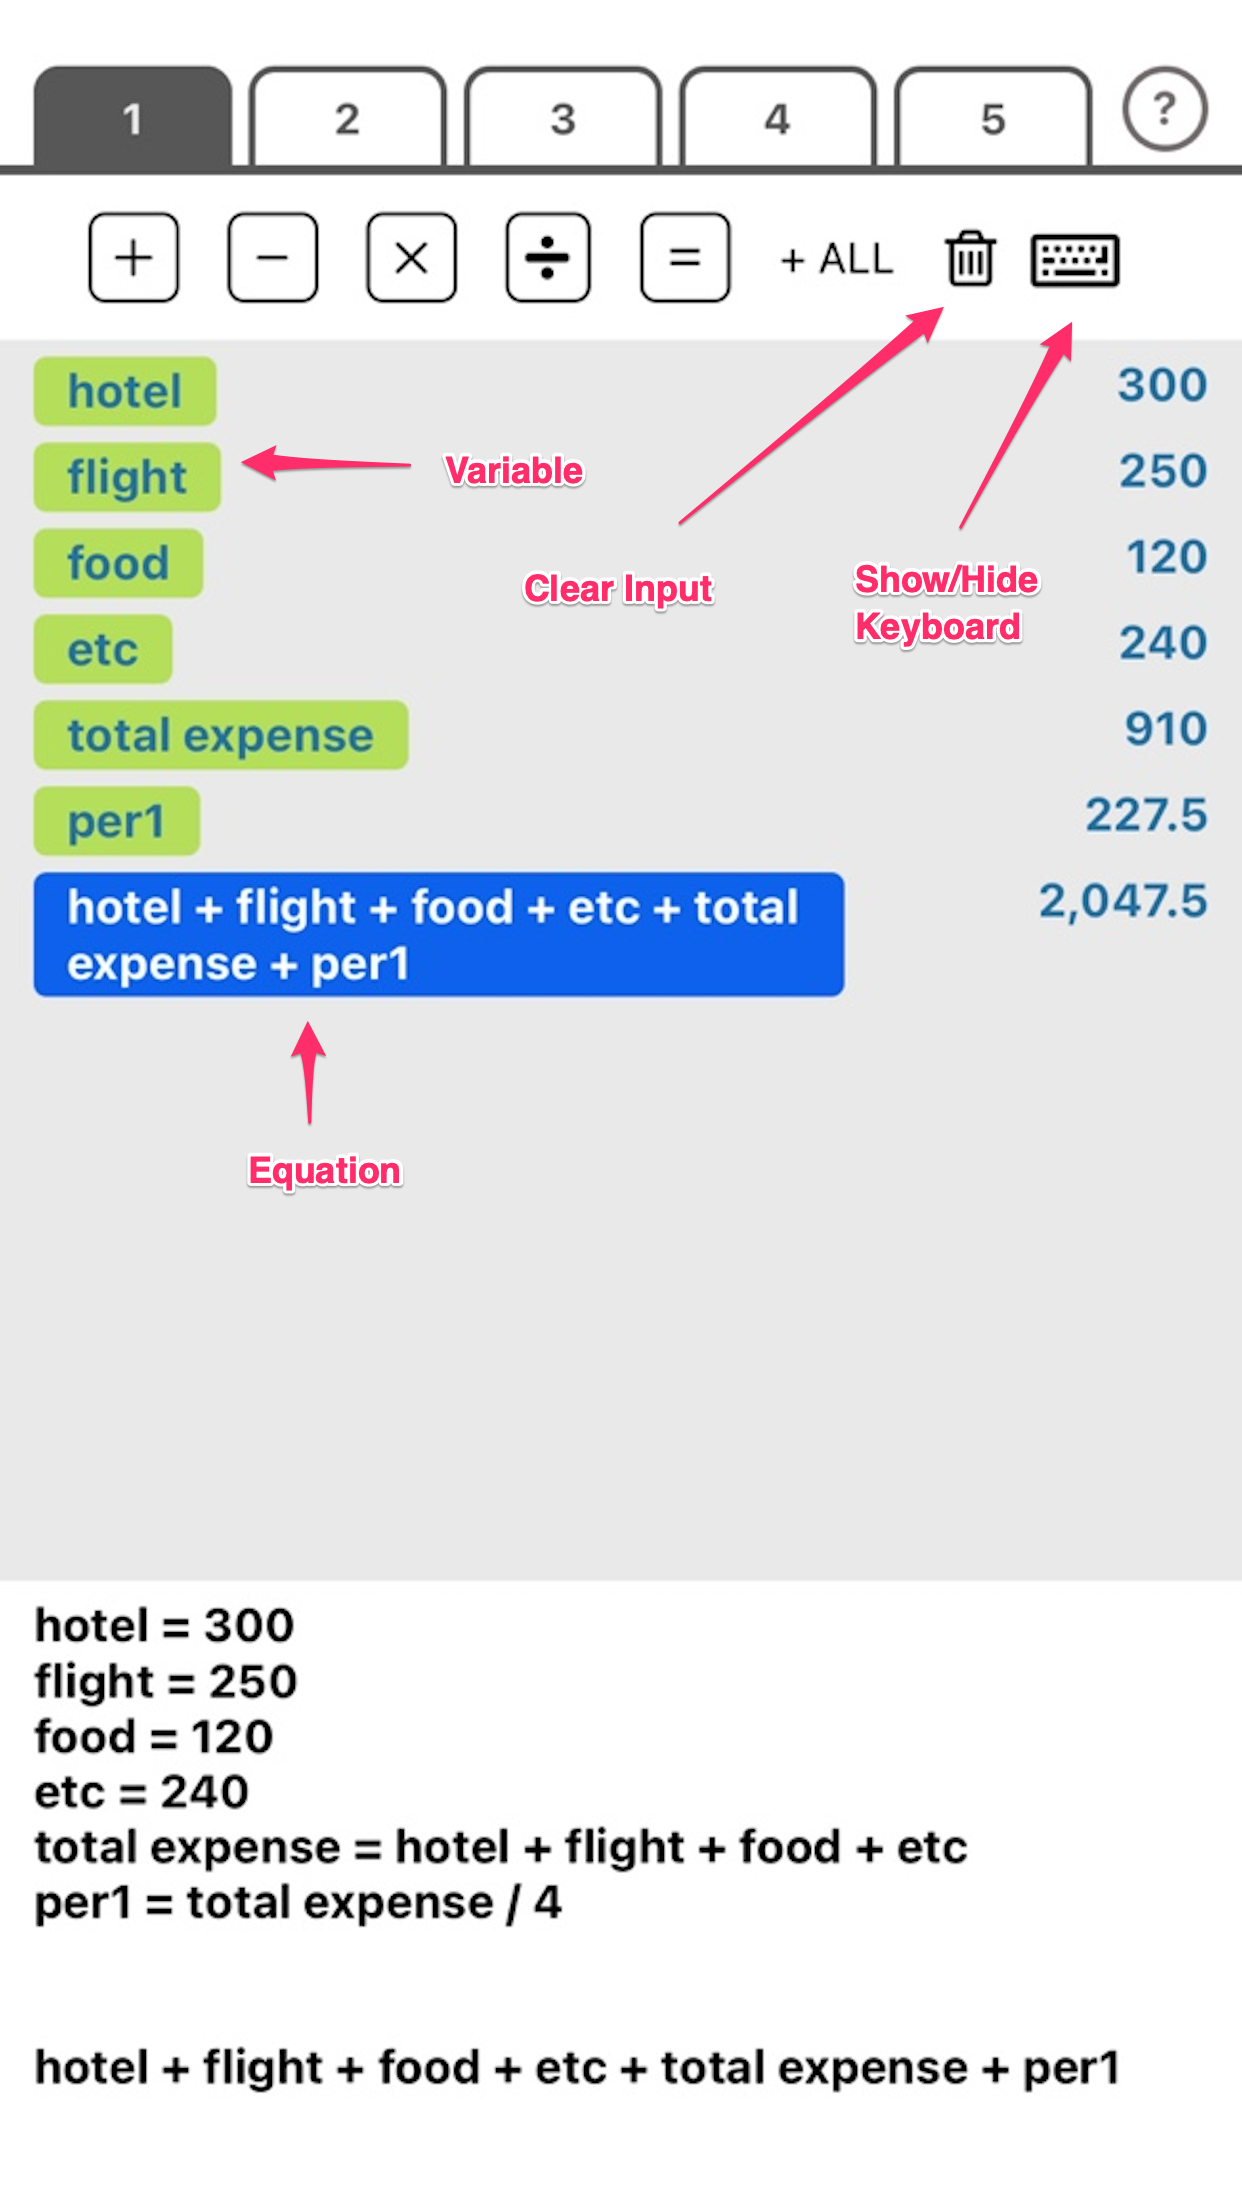 1 2 3 4 5 ?
+ − × ÷ = + ALL
hotel 300
flight 250
Variable
food 120
Clear Input
Show/Hide
Keyboard
etc 240
total expense 910
per1 227.5
hotel + flight + food + etc + total 2,047.5
expense + per1
Equation
hotel = 300
flight = 250
food = 120
etc = 240
total expense = hotel + flight + food + etc
per1 = total expense / 4
hotel + flight + food + etc + total expense + per1